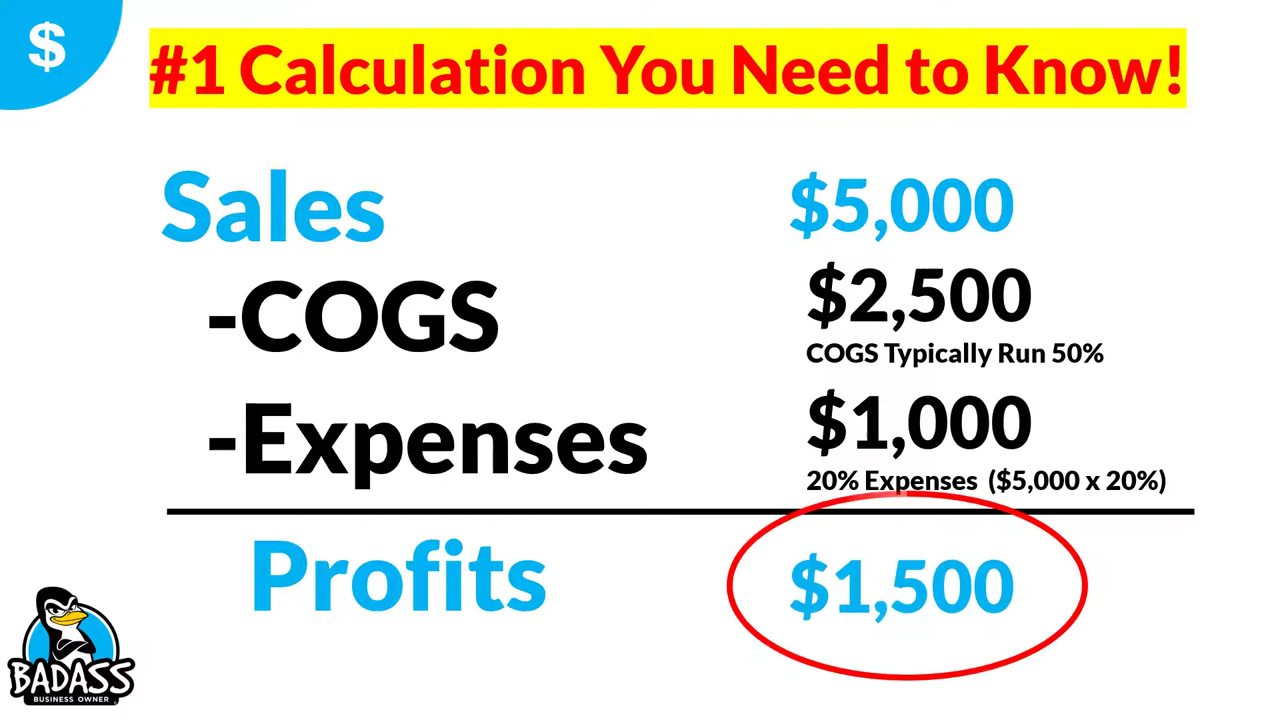 $
#1 Calculation You Need to Know!
Sales $5,000
-COGS $2,500
COGS Typically Run 50%
-Expenses $1,000
20% Expenses ($5,000 x 20%)
Profits $1,500
BADASS
BUSINESS OWNER